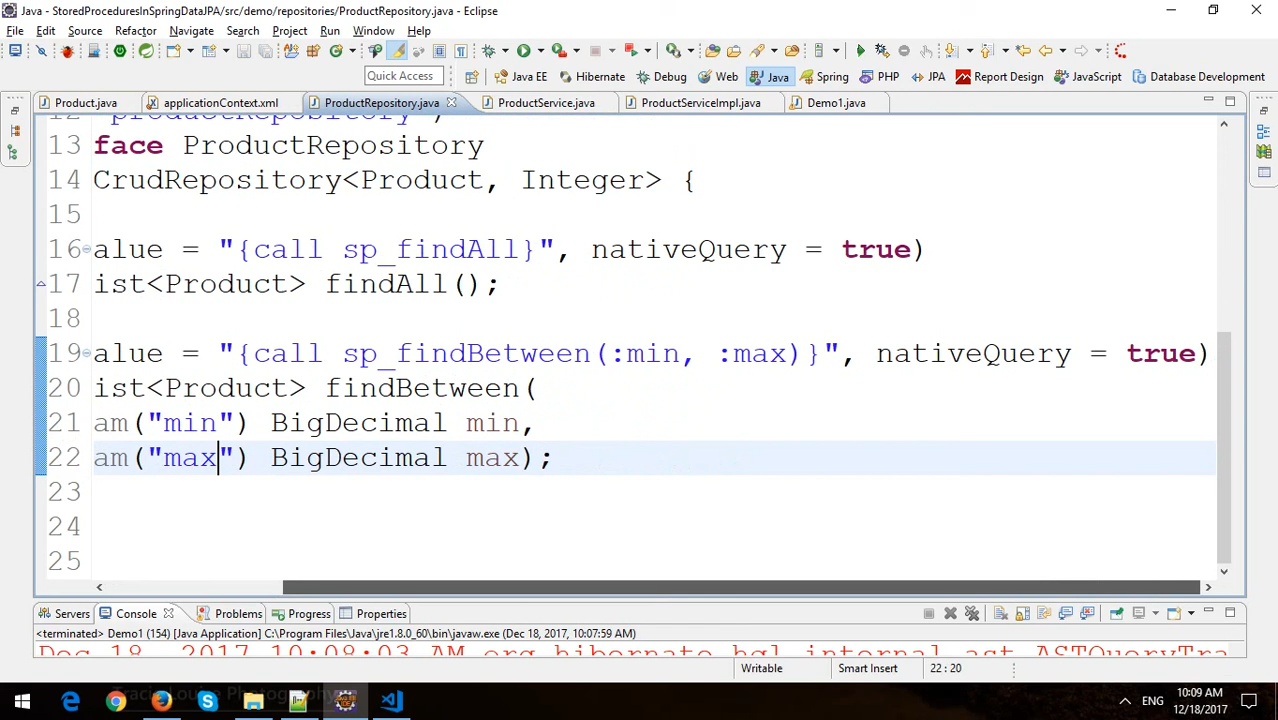 Java - StoredProceduresInSpringDataJPA/src/demo/repositories/ProductRepository.java - Eclipse
File Edit Source Refactor Navigate Search Project Run Window Help
Quick Access Java EE Hibernate Debug Web Java Spring PHP JPA Report Design JavaScript Database Development
Product.java applicationContext.xml ProductRepository.java ProductService.java ProductServiceImpl.java Demo1.java
12 productRepository")
13 face ProductRepository
14 CrudRepository<Product, Integer> {
15
16 alue = "{call sp_findAll}", nativeQuery = true)
17 ist<Product> findAll();
18
19 alue = "{call sp_findBetween(:min, :max)}", nativeQuery = true)
20 ist<Product> findBetween(
21 am("min") BigDecimal min,
22 am("max") BigDecimal max);
23
24
25
Servers Console Problems Progress Properties
<terminated> Demo1 (154) [Java Application] C:\Program Files\Java\jre1.8.0_60\bin\javaw.exe (Dec 18, 2017, 10:07:59 AM)
Dec 18, 2017 10:08:03 AM org.hibernate.hql.internal.ast.ASTQueryTra
Writable Smart Insert 22 : 20
ENG 10:09 AM
12/18/2017